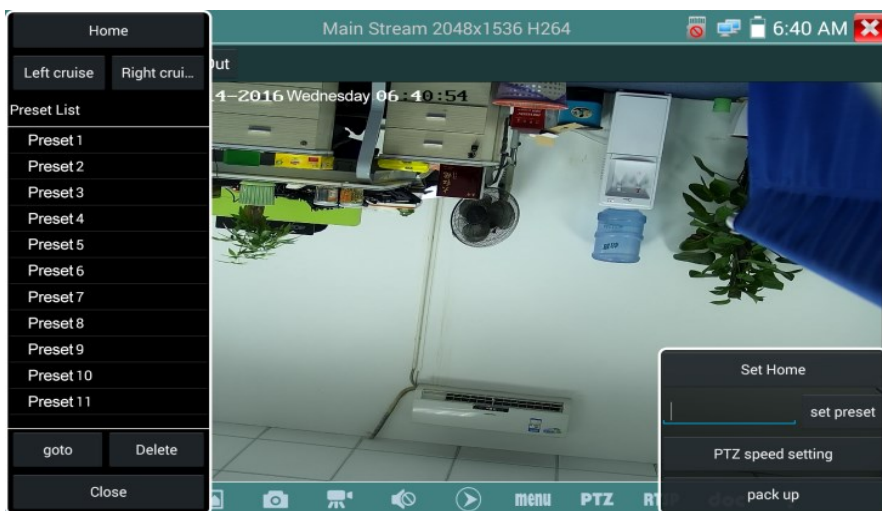 Home
Main Stream 2048x1536 H264
6:40 AM
Left cruise
Right crui...
Out
4-2016 Wednesday 06:40:54
Preset List
Preset 1
Preset 2
Preset 3
Preset 4
Preset 5
Preset 6
Preset 7
Preset 8
Preset 9
Preset 10
Preset 11
Set Home
set preset
goto
Delete
PTZ speed setting
Close
menu
PTZ
pack up